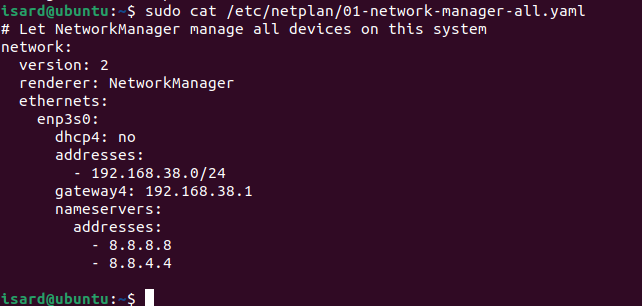 isard@ubuntu:~$ sudo cat /etc/netplan/01-network-manager-all.yaml
# Let NetworkManager manage all devices on this system
network:
  version: 2
  renderer: NetworkManager
  ethernets:
    enp3s0:
      dhcp4: no
      addresses:
        - 192.168.38.0/24
      gateway4: 192.168.38.1
      nameservers:
        addresses:
          - 8.8.8.8
          - 8.8.4.4
isard@ubuntu:~$